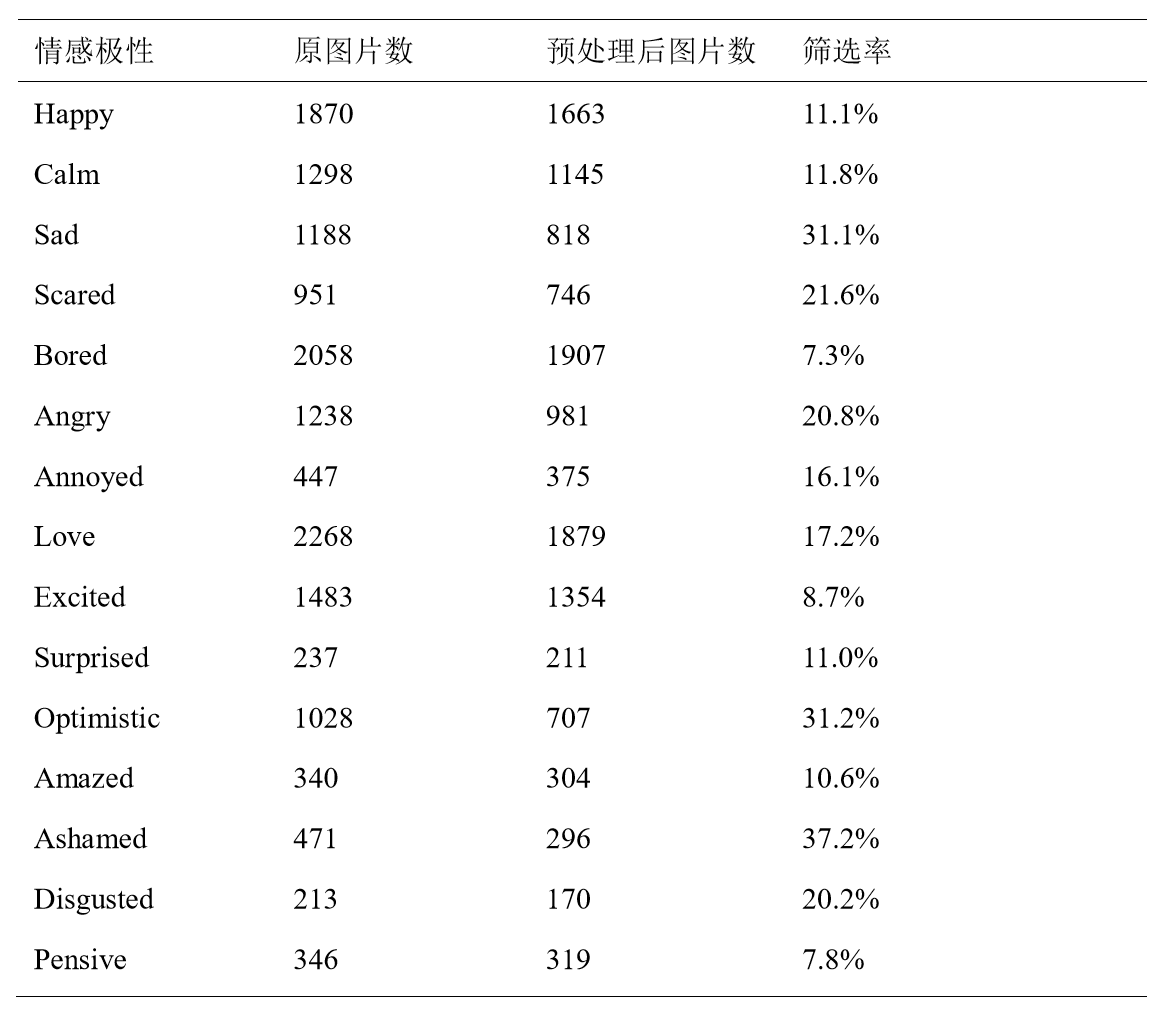 情感极性 原图片数 预处理后图片数 筛选率
Happy 1870 1663 11.1%
Calm 1298 1145 11.8%
Sad 1188 818 31.1%
Scared 951 746 21.6%
Bored 2058 1907 7.3%
Angry 1238 981 20.8%
Annoyed 447 375 16.1%
Love 2268 1879 17.2%
Excited 1483 1354 8.7%
Surprised 237 211 11.0%
Optimistic 1028 707 31.2%
Amazed 340 304 10.6%
Ashamed 471 296 37.2%
Disgusted 213 170 20.2%
Pensive 346 319 7.8%